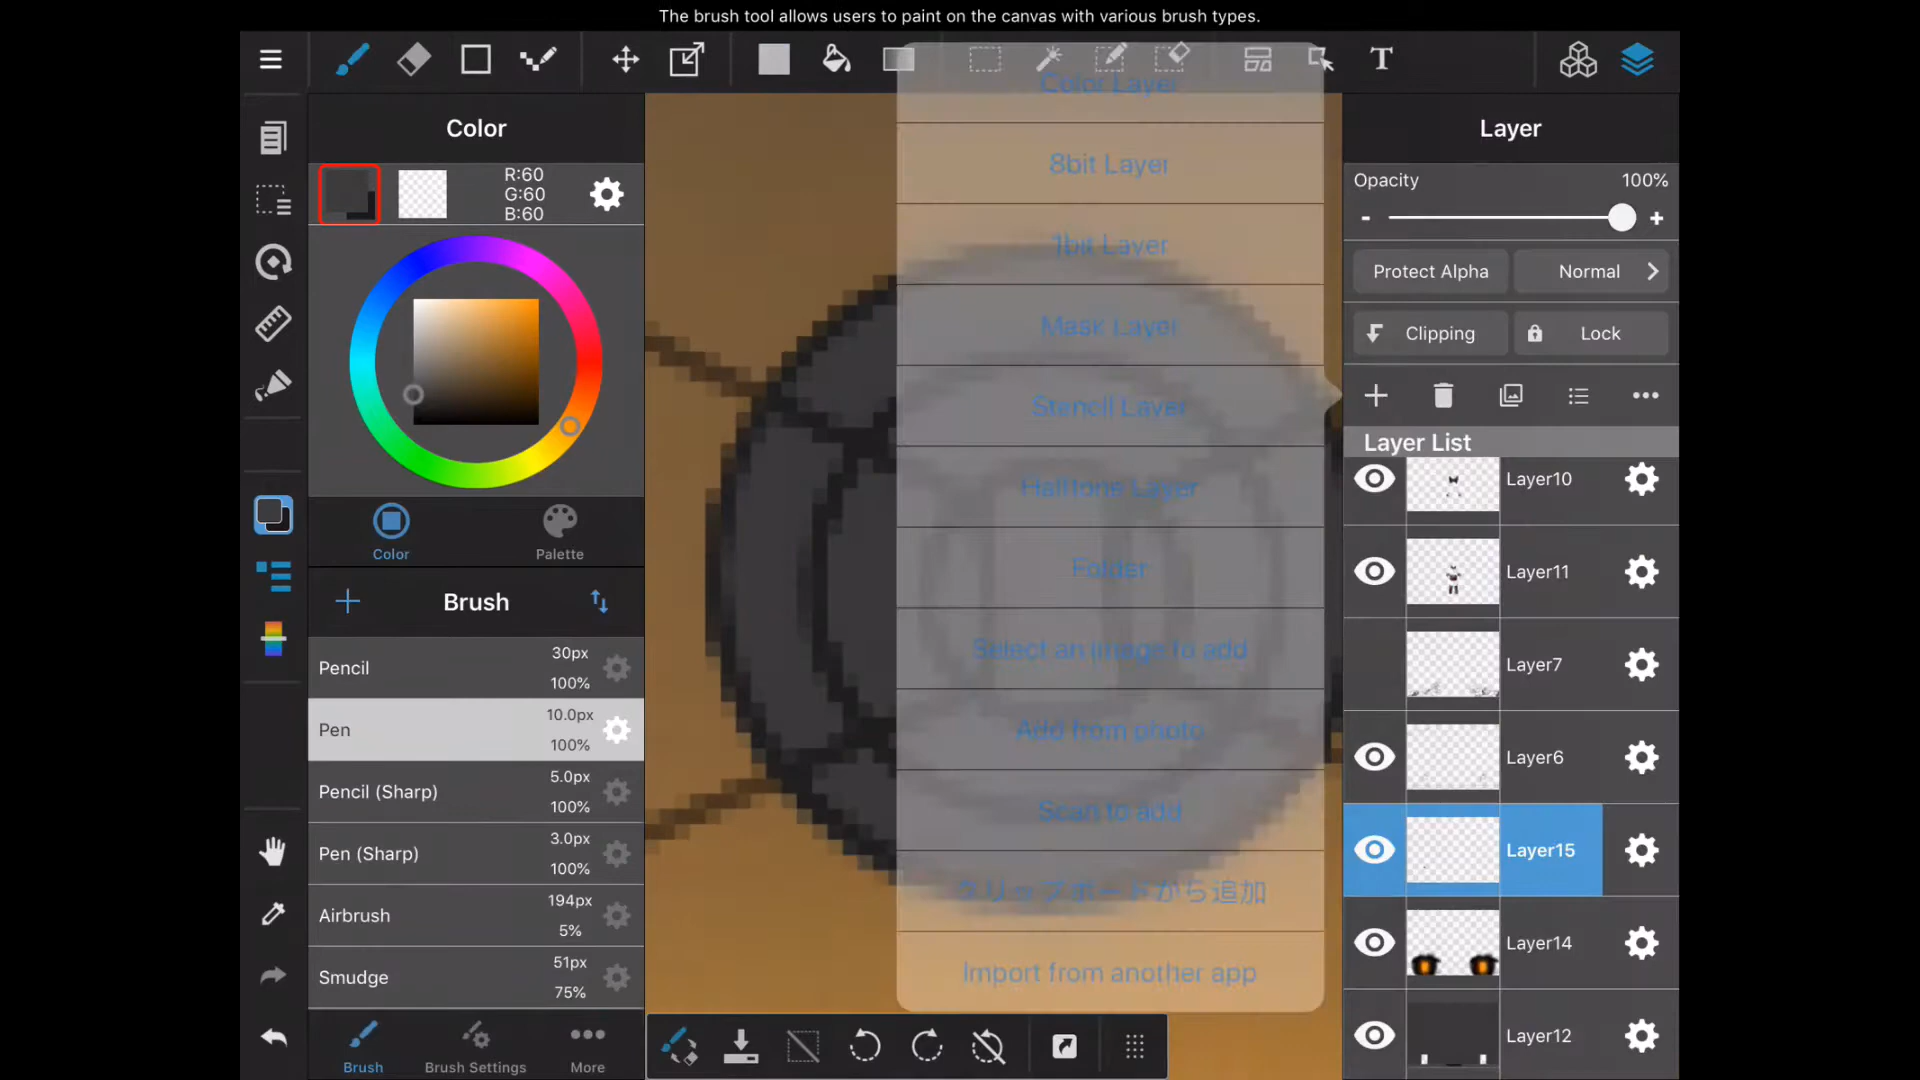 The brush tool allows users to paint on the canvas with various brush types.
T
Color
R:60
G:60
B:60
Color
Palette
Brush
Pencil
30px
100%
Pen
10.0px
100%
Pencil (Sharp)
5.0px
100%
Pen (Sharp)
3.0px
100%
Airbrush
194px
5%
Smudge
51px
75%
Brush
Brush Settings
More
Color Layer
8bit Layer
1bit Layer
Mask Layer
Stencil Layer
Halftone Layer
Folder
Select an image to add
Add from photo
Scan to add
クリップボードから追加
Import from another app
Layer
Opacity
100%
Protect Alpha
Normal
Clipping
Lock
Layer List
Layer10
Layer11
Layer7
Layer6
Layer15
Layer14
Layer12